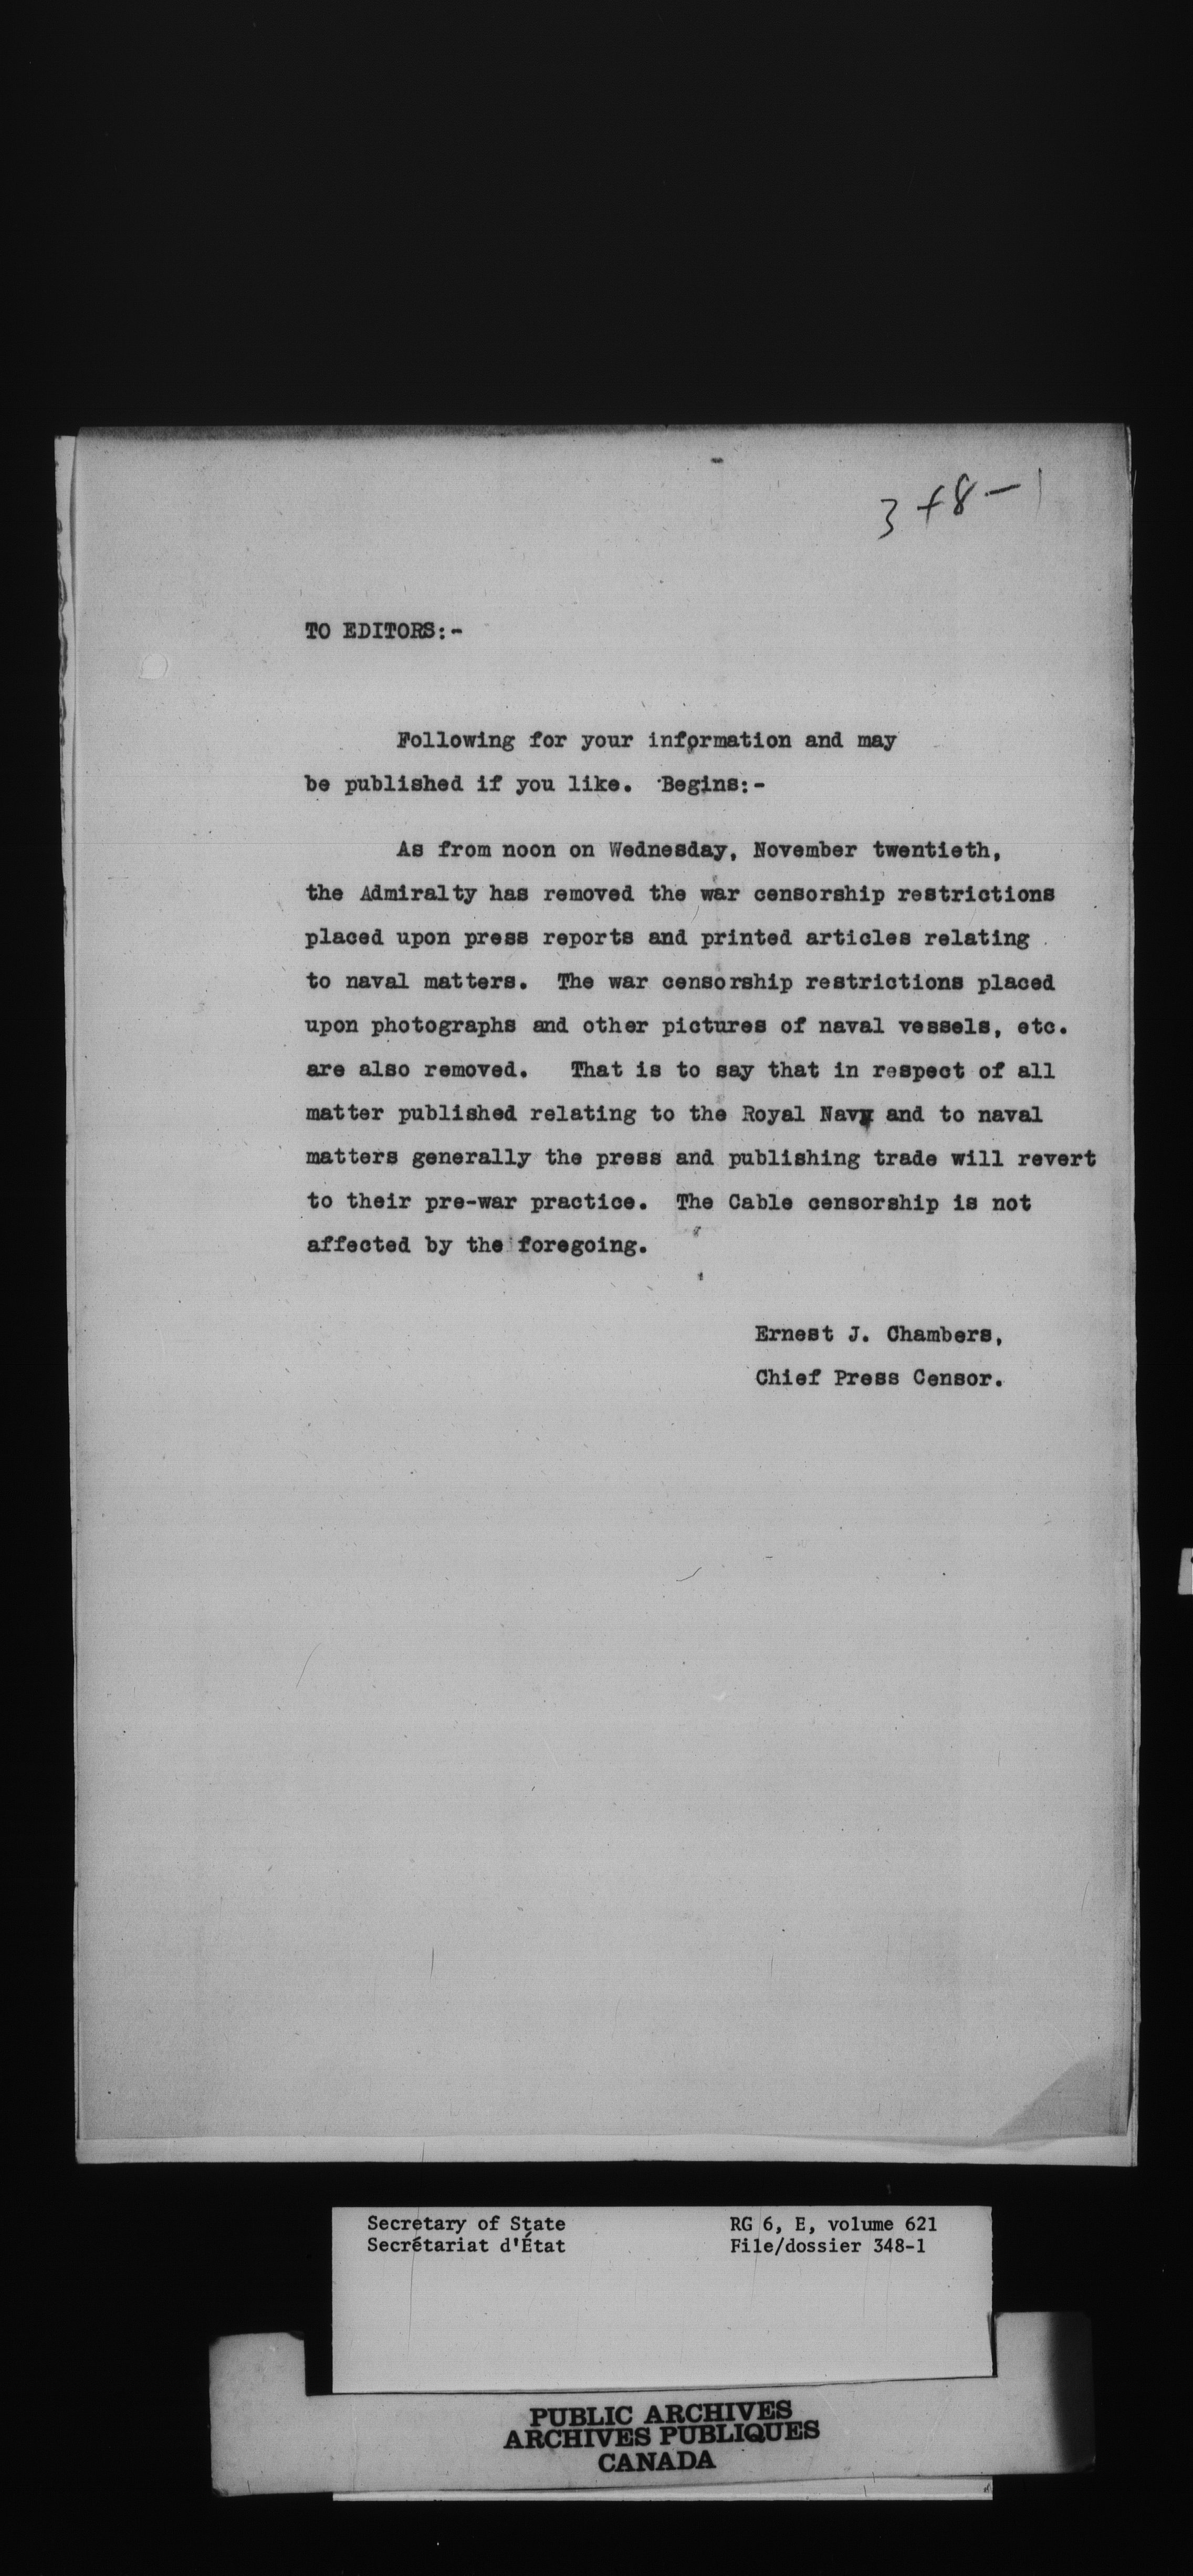 348-1
TO EDITORS:-
Following for your information and may
be published if you like. Begins:-
As from noon on Wednesday, November twentieth,
the Admiralty has removed the war censorship restrictions
placed upon press reports and printed articles relating
to naval matters. The war censorship restrictions placed
upon photographs and other pictures of naval vessels, etc.
are also removed. That is to say that in respect of all
matter published relating to the Royal Navy and to naval
matters generally the press and publishing trade will revert
to their pre-war practice. The Cable censorship is not
affected by the foregoing.
Ernest J. Chambers,
Chief Press Censor.
Secretary of State
Secrétariat d'État
RG 6, E, volume 621
File/dossier 348-1
PUBLIC ARCHIVES
ARCHIVES PUBLIQUES
CANADA